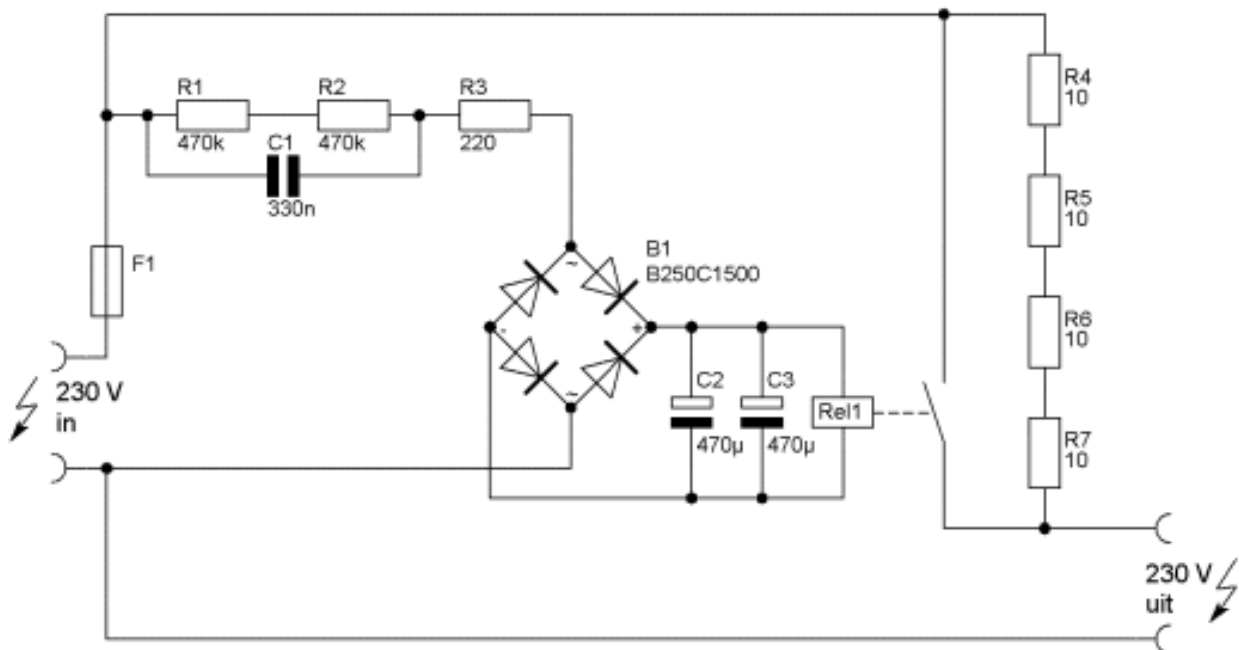 R1
470k
R2
470k
R3
220
C1
330n
R4
10
F1
B1
B250C1500
~
-
+
~
R5
10
230 V
in
C2
470µ
C3
470µ
Rel1
R6
10
R7
10
230 V
uit